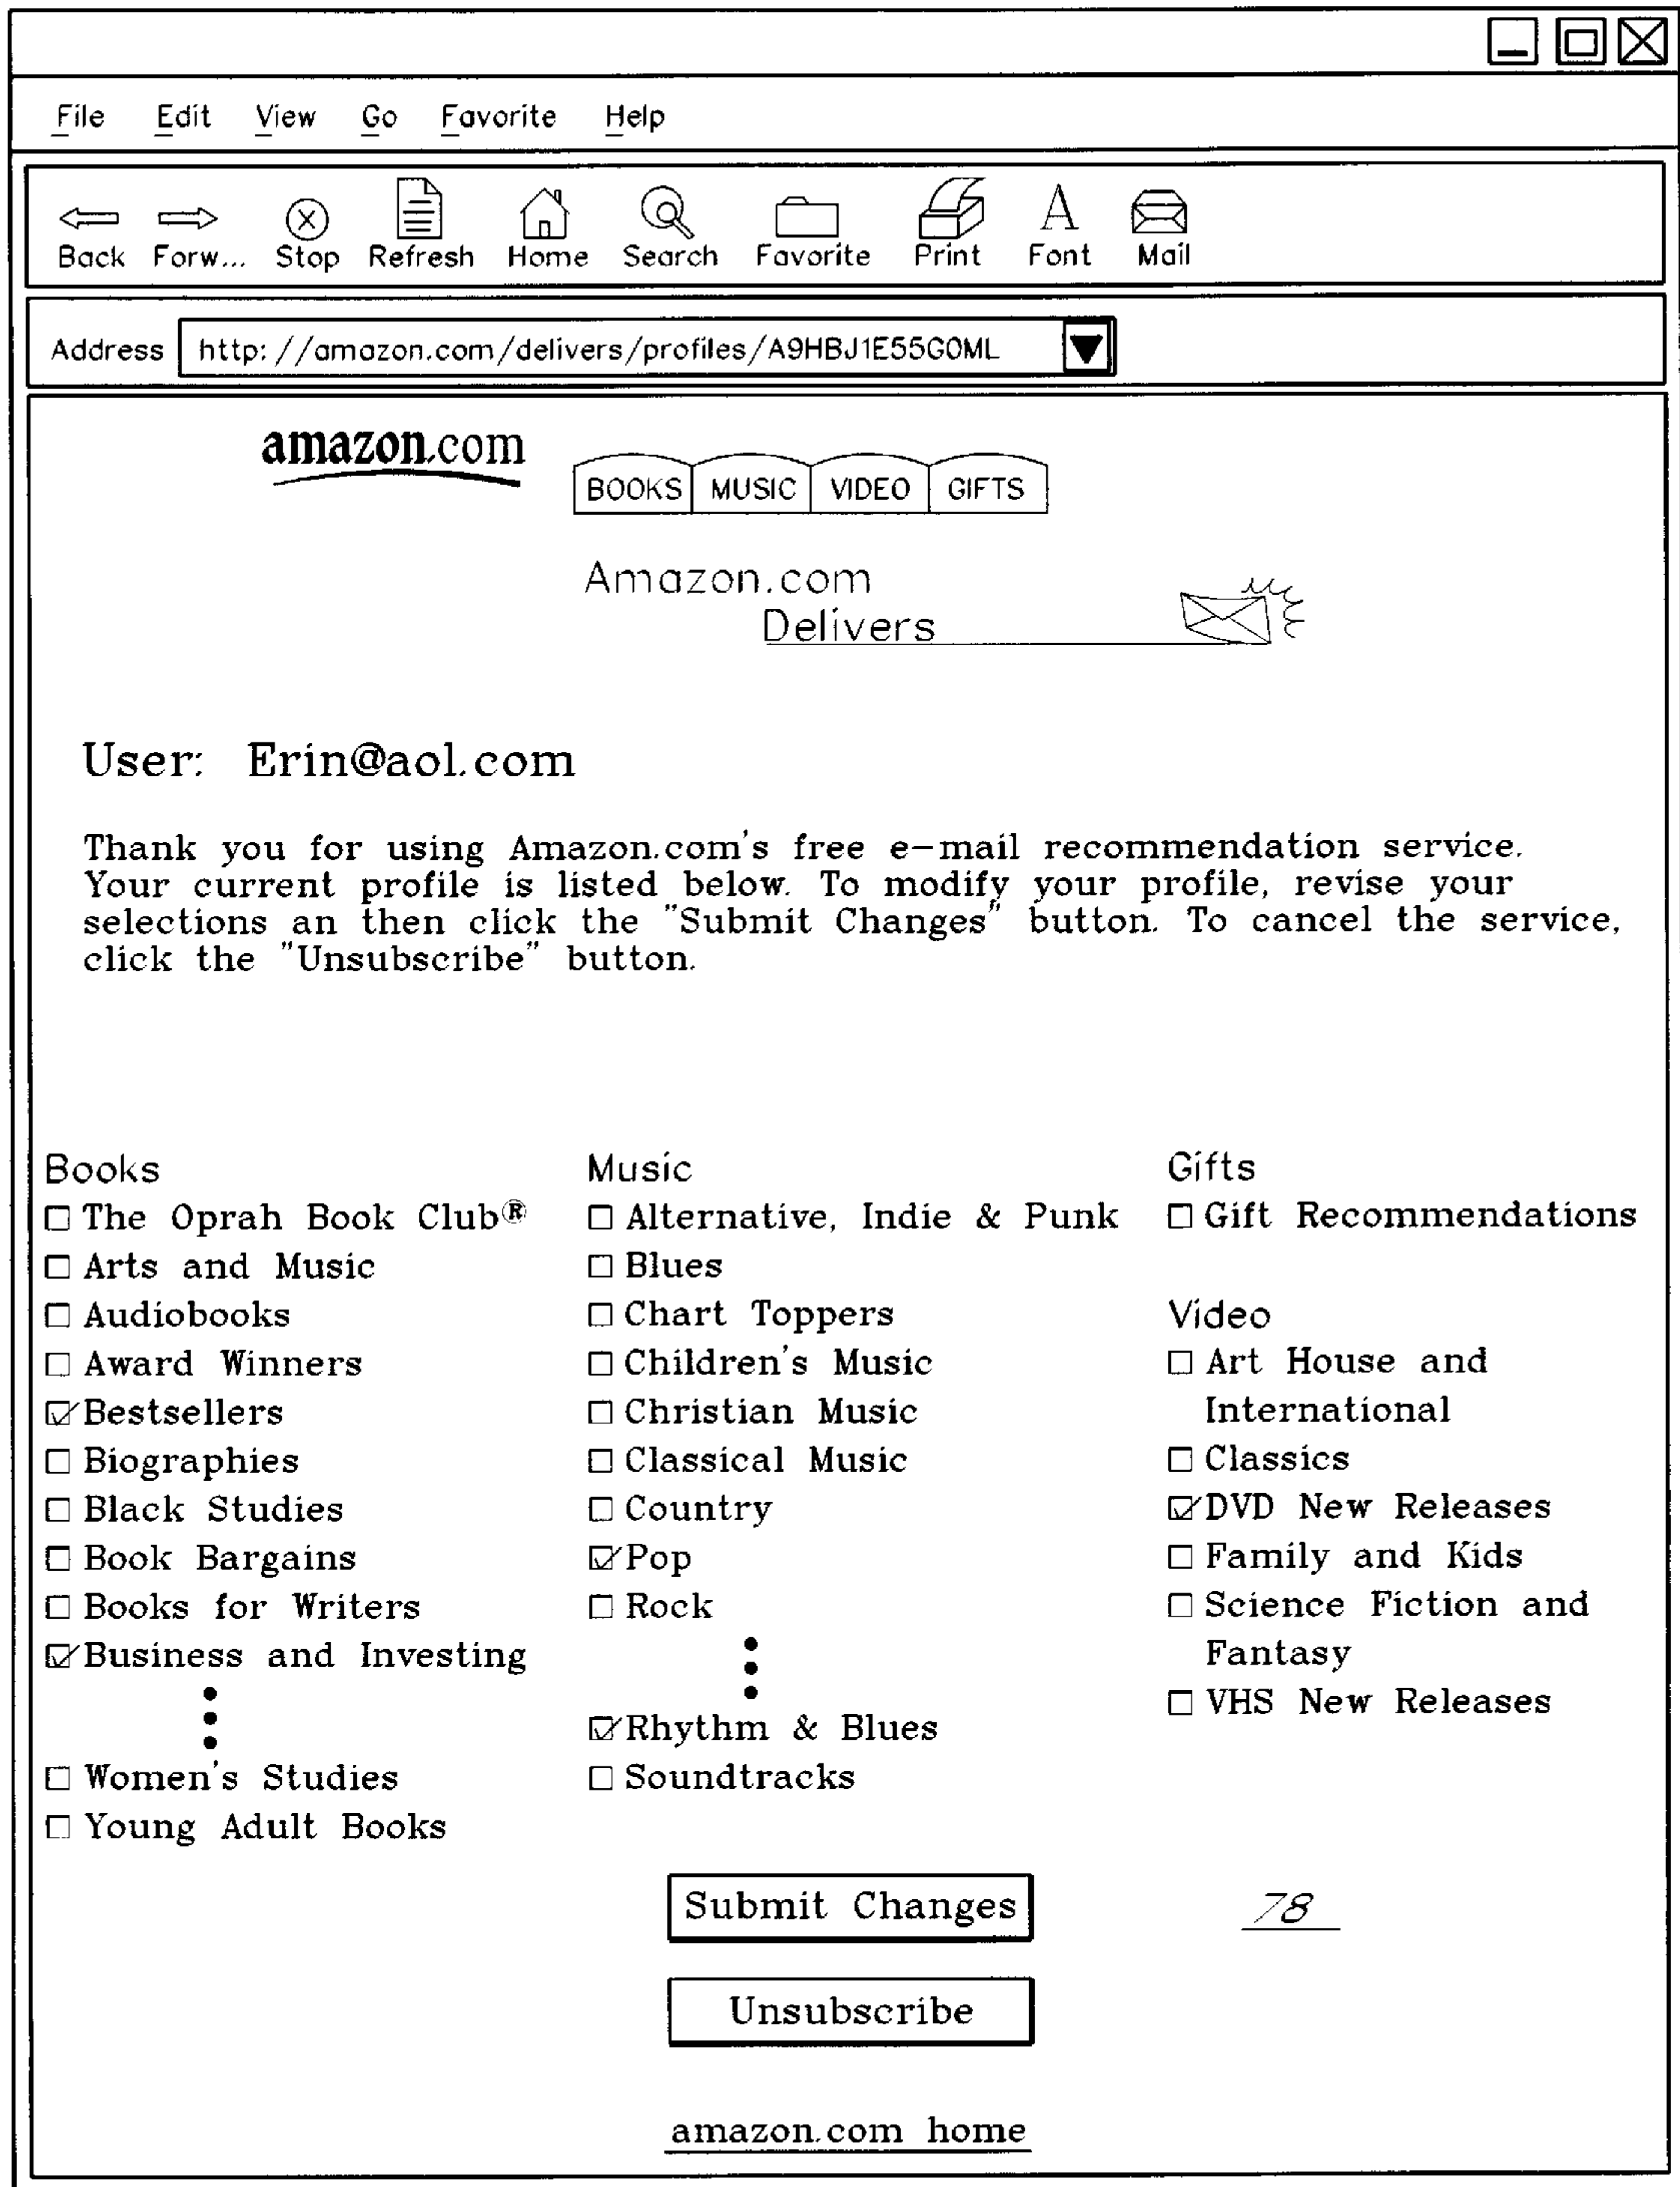 File Edit View Go Favorite Help
Back Forw... Stop Refresh Home Search Favorite Print Font Mail
Address http://amazon.com/delivers/profiles/A9HBJ1E55G0ML
amazon.com
BOOKS MUSIC VIDEO GIFTS
Amazon.com
Delivers
User: Erin@aol.com
Thank you for using Amazon.com's free e-mail recommendation service.
Your current profile is listed below. To modify your profile, revise your
selections an then click the "Submit Changes" button. To cancel the service,
click the "Unsubscribe" button.
Books
The Oprah Book Club®
Arts and Music
Audiobooks
Award Winners
Bestsellers
Biographies
Black Studies
Book Bargains
Books for Writers
Business and Investing
Women's Studies
Young Adult Books
Music
Alternative, Indie & Punk
Blues
Chart Toppers
Children's Music
Christian Music
Classical Music
Country
Pop
Rock
Rhythm & Blues
Soundtracks
Gifts
Gift Recommendations
Video
Art House and
International
Classics
DVD New Releases
Family and Kids
Science Fiction and
Fantasy
VHS New Releases
Submit Changes
78
Unsubscribe
amazon.com home